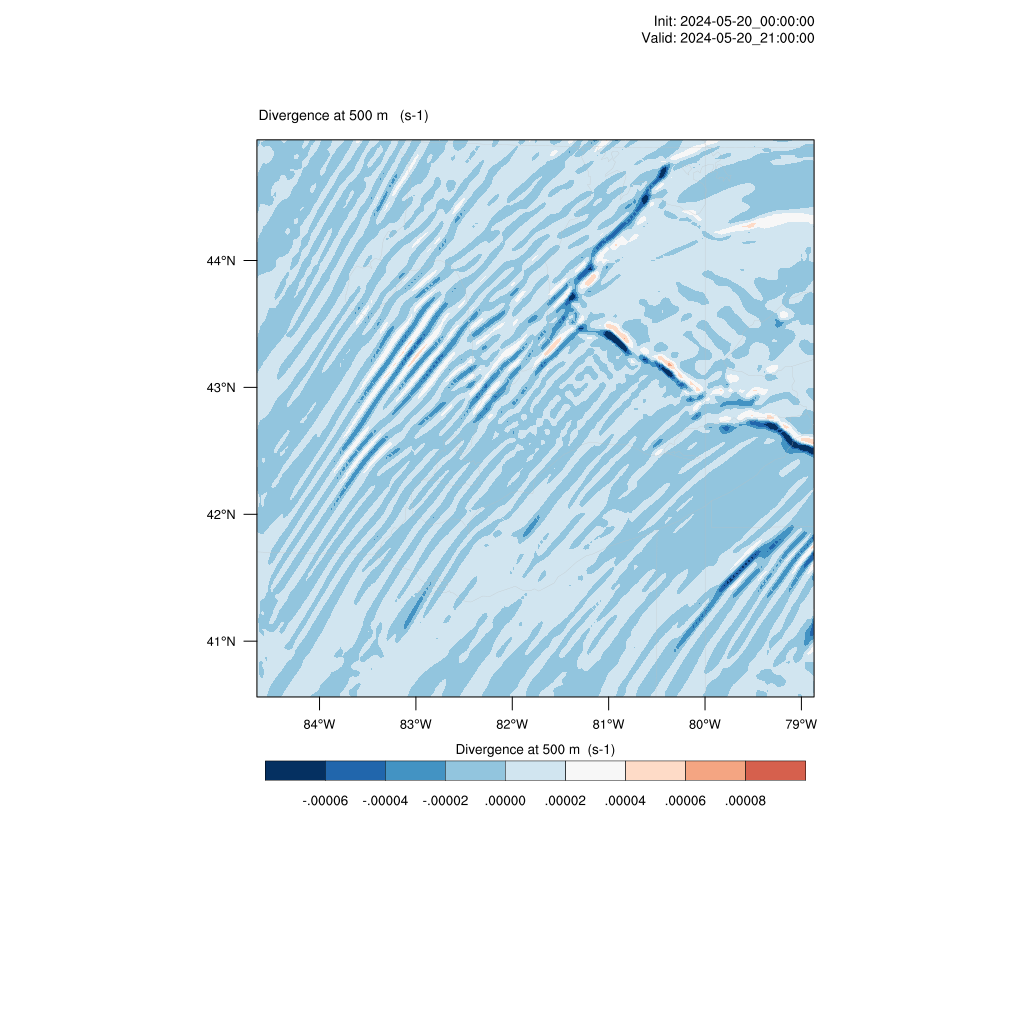 Init: 2024-05-20_00:00:00
Valid: 2024-05-20_21:00:00
Divergence at 500 m (s-1)
44°N
43°N
42°N
41°N
84°W 83°W 82°W 81°W 80°W 79°W
Divergence at 500 m (s-1)
-.00006 -.00004 -.00002 .00000 .00002 .00004 .00006 .00008